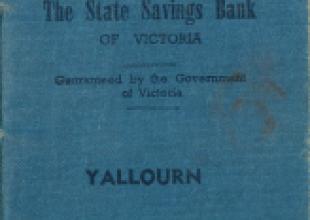 The State Savings Bank
OF VICTORIA
Guaranteed by the Government
of Victoria
YALLOURN